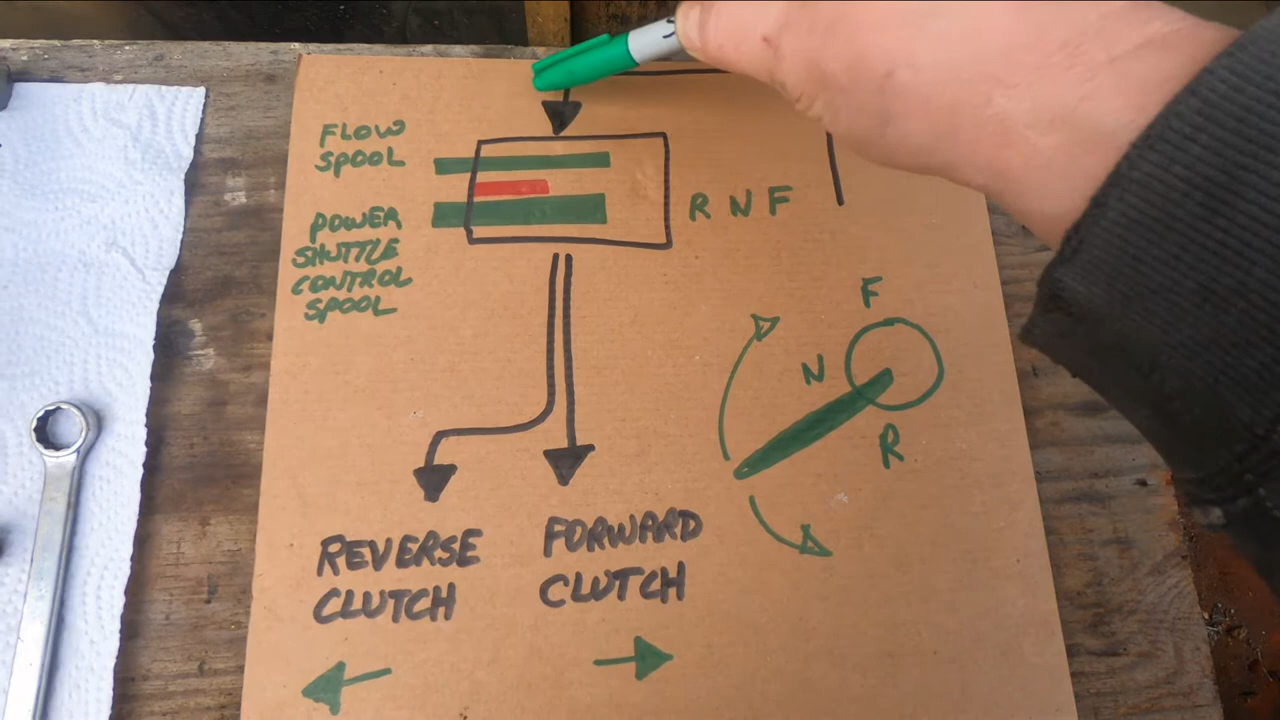 FLOW
SPOOL
POWER
SHUTTLE
CONTROL
SPOOL
R N F
F
N
R
REVERSE
CLUTCH
FORWARD
CLUTCH